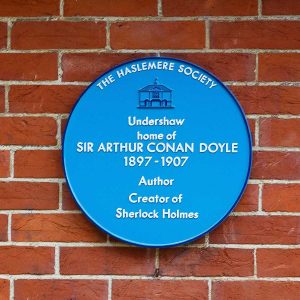 THE HASLEMERE SOCIETY
Undershaw
home of
SIR ARTHUR CONAN DOYLE
1897-1907
Author
Creator of
Sherlock Holmes